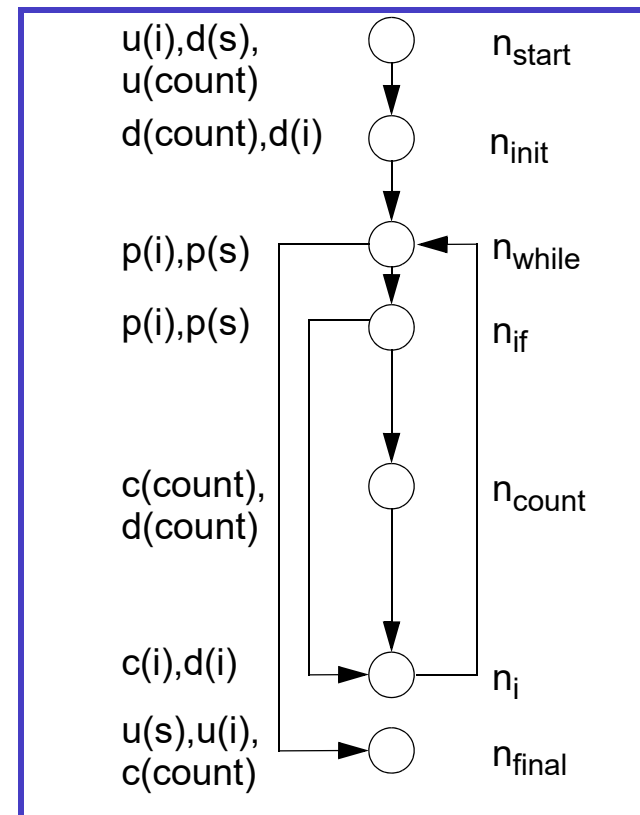 u(i),d(s), n_start
u(count)
d(count),d(i) n_init
p(i),p(s) n_while
p(i),p(s) n_if
c(count), n_count
d(count)
c(i),d(i) n_i
u(s),u(i), n_final
c(count)